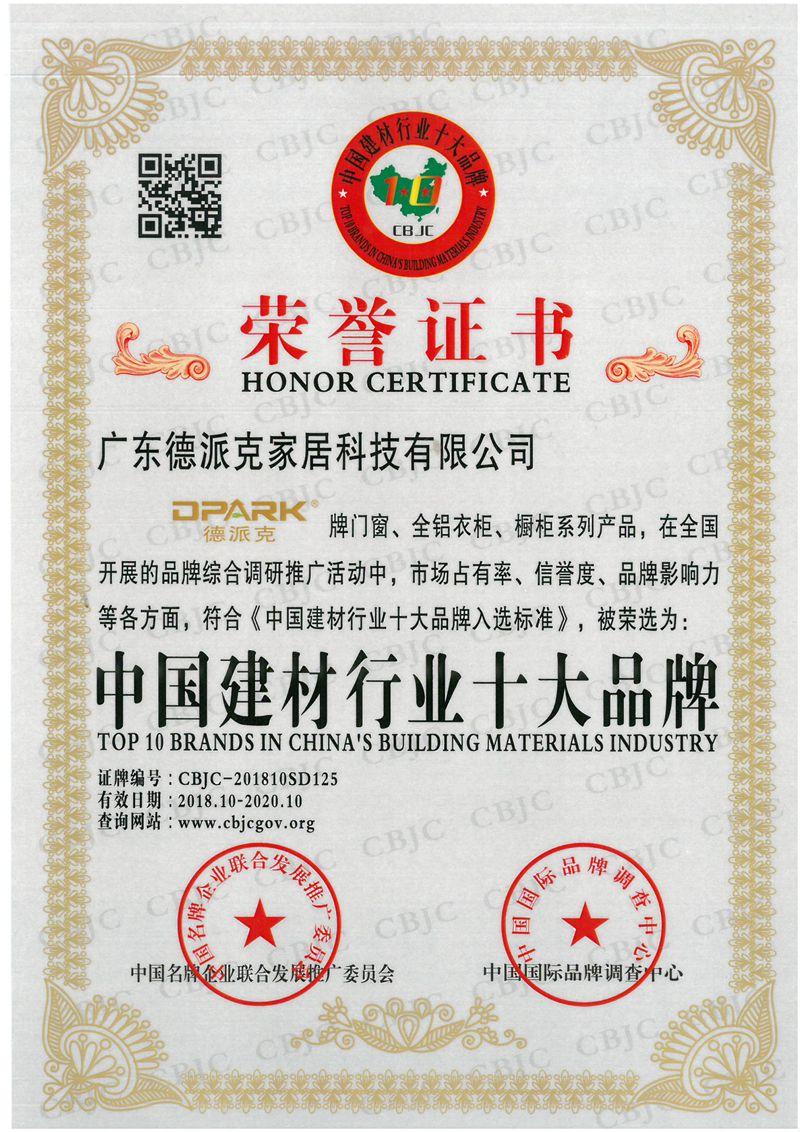 中国建材行业十大品牌
10
CBJC
TOP 10 BRANDS IN CHINA'S BUILDING MATERIALS INDUSTRY
荣誉证书
HONOR CERTIFICATE
广东德派克家居科技有限公司
DPARK®
德派克
牌门窗、全铝衣柜、橱柜系列产品，在全国
开展的品牌综合调研推广活动中，市场占有率、信誉度、品牌影响力
等各方面，符合《中国建材行业十大品牌入选标准》，被荣选为：
中国建材行业十大品牌
TOP 10 BRANDS IN CHINA'S BUILDING MATERIALS INDUSTRY
证牌编号：CBJC-201810SD125
有效日期：2018.10-2020.10
查询网站：www.cbjcgov.org
中国名牌企业联合发展推广委员会
中国国际品牌调查中心
中国名牌企业联合发展推广委员会
中国国际品牌调查中心